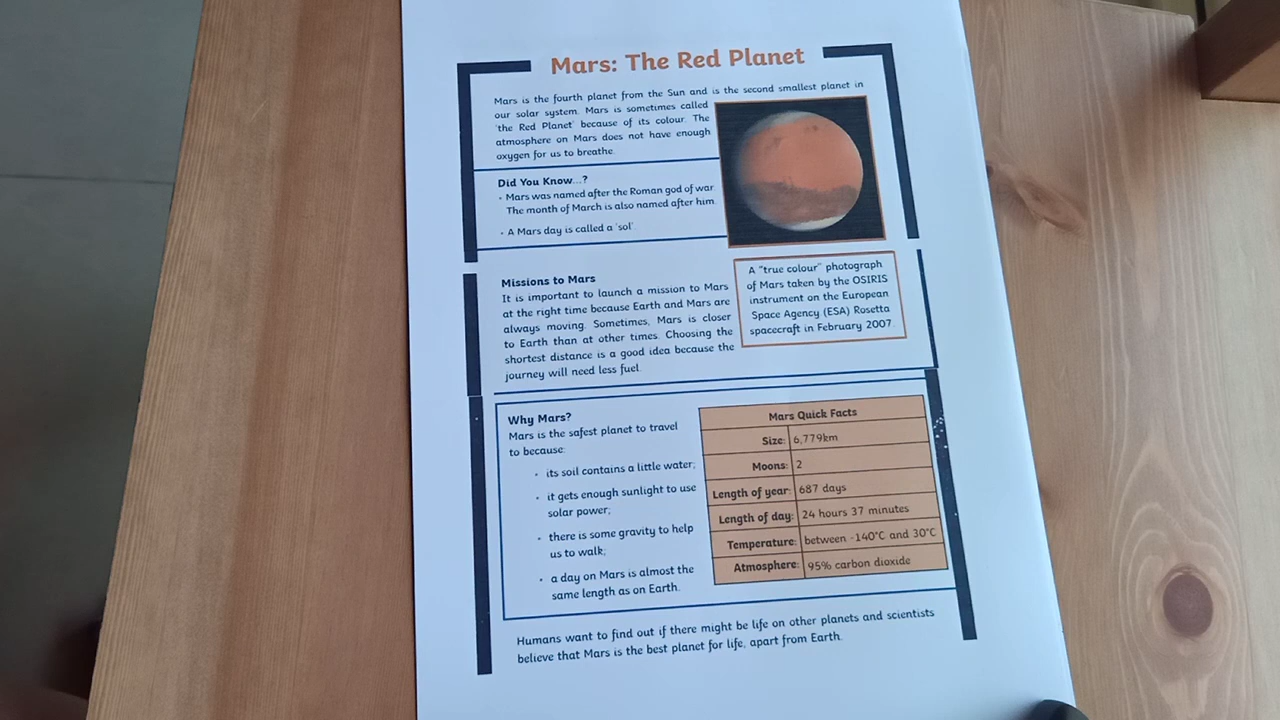 Mars: The Red Planet
Mars is the fourth planet from the Sun and is the second smallest planet in
our solar system. Mars is sometimes called
'the Red Planet' because of its colour. The
atmosphere on Mars does not have enough
oxygen for us to breathe.
Did You Know...?
• Mars was named after the Roman god of war.
The month of March is also named after him.
• A Mars day is called a 'sol'.
Missions to Mars
It is important to launch a mission to Mars
at the right time because Earth and Mars are
always moving. Sometimes, Mars is closer
to Earth than at other times. Choosing the
shortest distance is a good idea because the
journey will need less fuel.
A "true colour" photograph
of Mars taken by the OSIRIS
instrument on the European
Space Agency (ESA) Rosetta
spacecraft in February 2007.
Why Mars?
Mars is the safest planet to travel
to because:
• its soil contains a little water;
• it gets enough sunlight to use
solar power;
• there is some gravity to help
us to walk;
• a day on Mars is almost the
same length as on Earth.
Mars Quick Facts
Size: 6,779km
Moons: 2
Length of year: 687 days
Length of day: 24 hours 37 minutes
Temperature: between -140°C and 30°C
Atmosphere: 95% carbon dioxide
Humans want to find out if there might be life on other planets and scientists
believe that Mars is the best planet for life, apart from Earth.